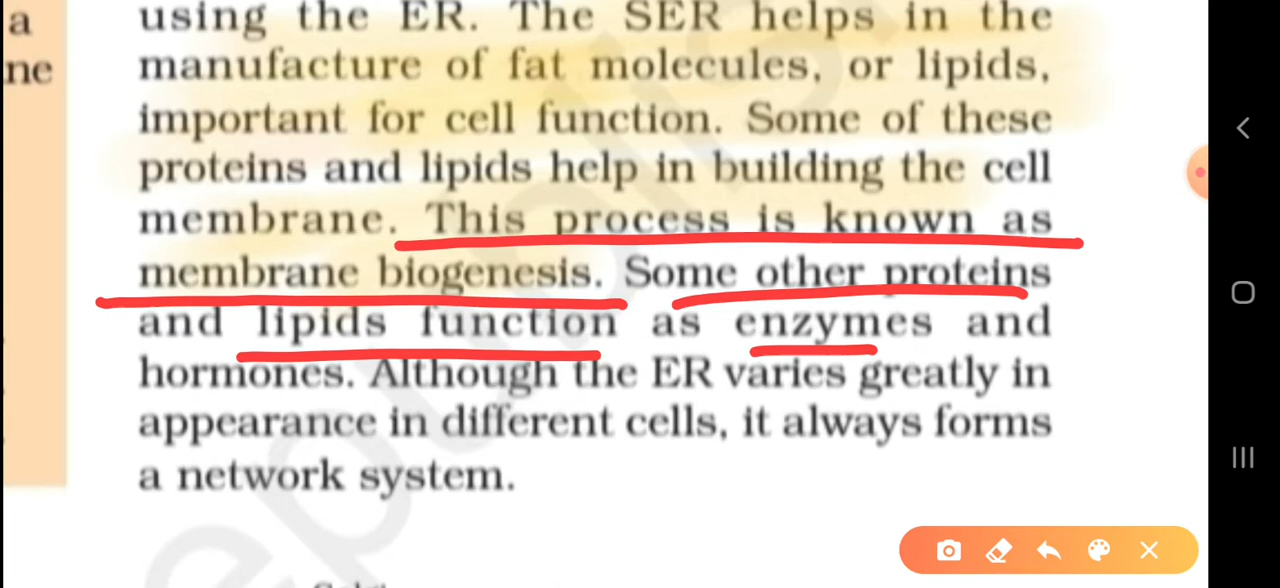 a
ne
using the ER. The SER helps in the
manufacture of fat molecules, or lipids,
important for cell function. Some of these
proteins and lipids help in building the cell
membrane. This process is known as
membrane biogenesis. Some other proteins
and lipids function as enzymes and
hormones. Although the ER varies greatly in
appearance in different cells, it always forms
a network system.